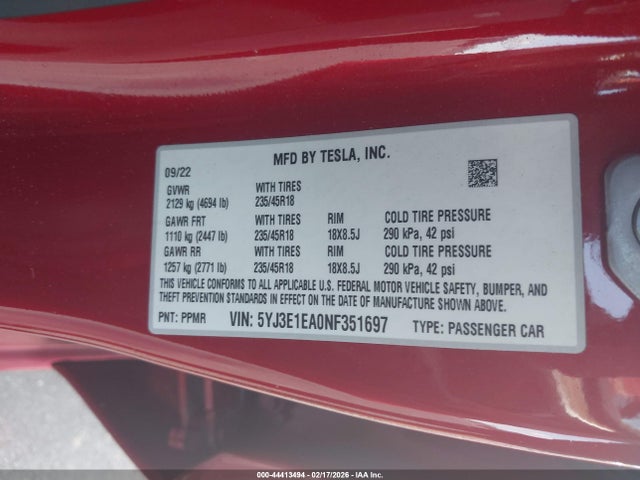 MFD BY TESLA, INC.
09/22
GVWR WITH TIRES
2129 kg (4694 lb) 235/45R18
GAWR FRT WITH TIRES RIM COLD TIRE PRESSURE
1110 kg (2447 lb) 235/45R18 18X8.5J 290 kPa, 42 psi
GAWR RR WITH TIRES RIM COLD TIRE PRESSURE
1257 kg (2771 lb) 235/45R18 18X8.5J 290 kPa, 42 psi
THIS VEHICLE CONFORMS TO ALL APPLICABLE U.S. FEDERAL MOTOR VEHICLE SAFETY, BUMPER, AND
THEFT PREVENTION STANDARDS IN EFFECT ON THE DATE OF MANUFACTURE SHOWN ABOVE.
PNT: PPMR VIN: 5YJ3E1EA0NF351697 TYPE: PASSENGER CAR
000-44413494 - 02/17/2026 - IAA Inc.